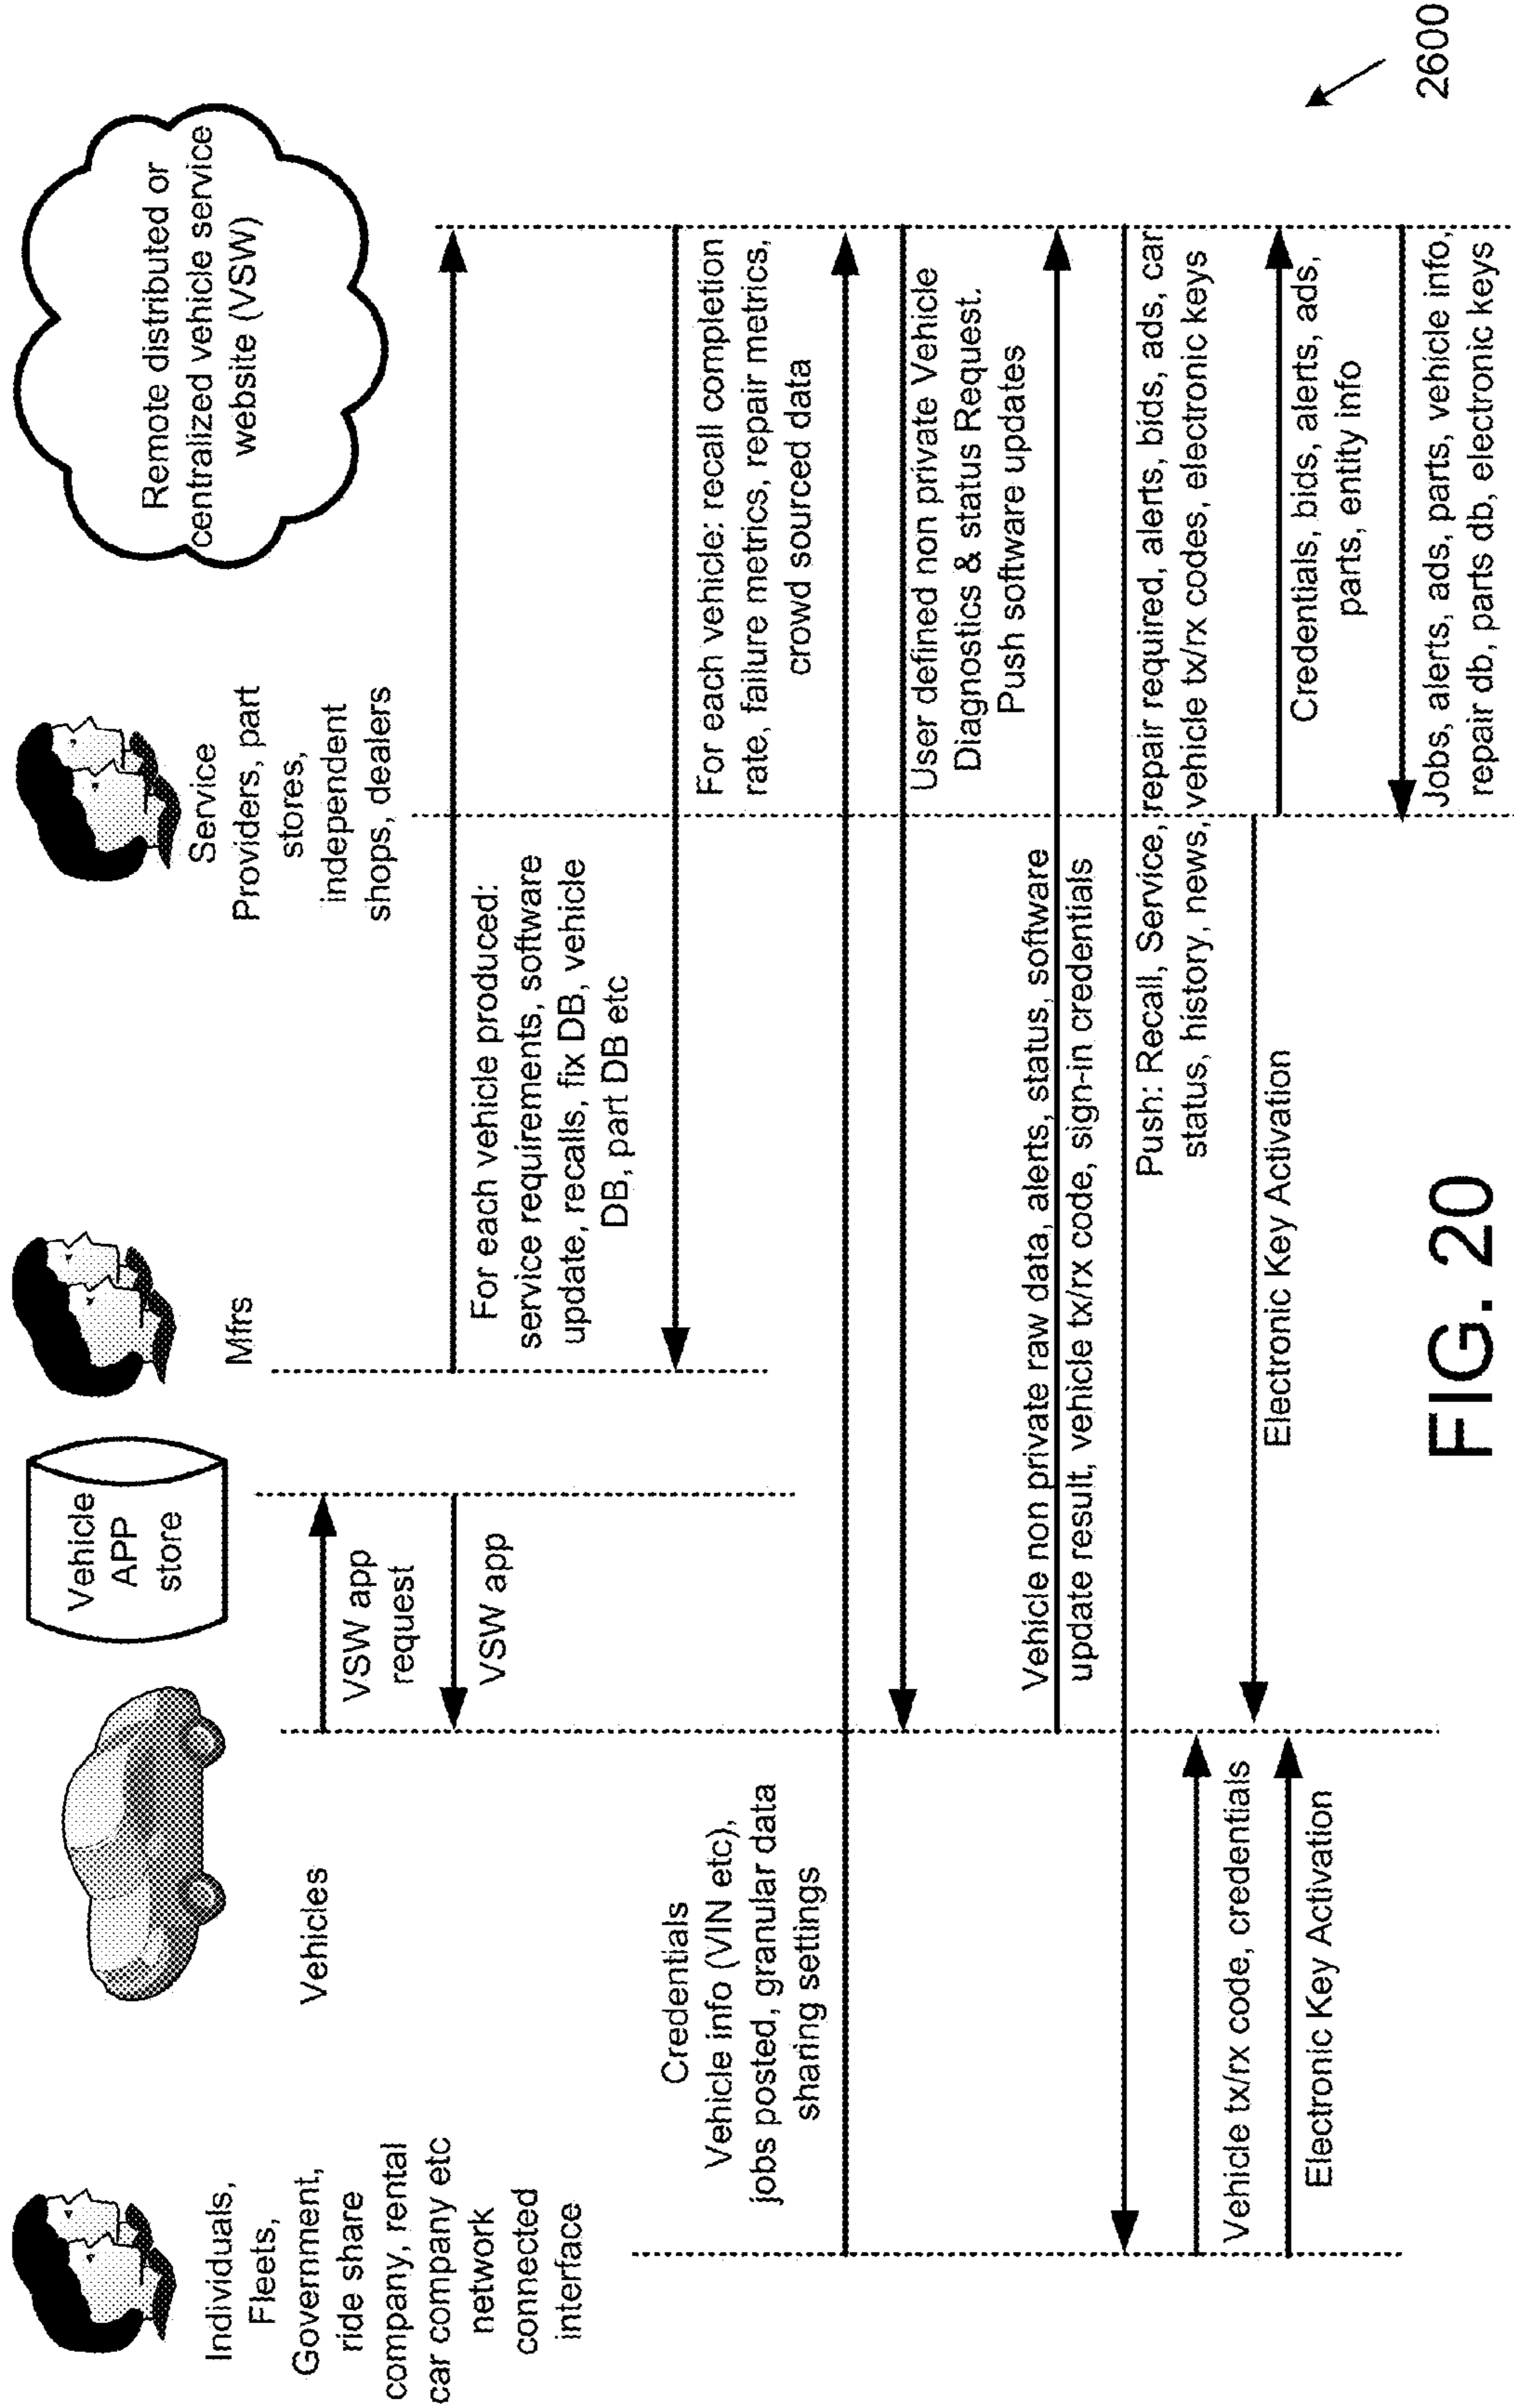 Individuals,
Fleets,
Government,
ride share
company, rental
car company etc
network
connected
interface
Vehicles
Vehicle
APP
store
Mfrs
Service
Providers, part
stores,
independent
shops, dealers
Remote distributed or
centralized vehicle service
website (VSW)
VSW app
request
VSW app
For each vehicle produced:
service requirements, software
update, recalls, fix DB, vehicle
DB, part DB etc
For each vehicle: recall completion
rate, failure metrics, repair metrics,
crowd sourced data
Credentials
Vehicle info (VIN etc),
jobs posted, granular data
sharing settings
User defined non private Vehicle
Diagnostics & status Request.
Push software updates
Vehicle non private raw data, alerts, status, software
update result, vehicle tx/rx code, sign-in credentials
Push: Recall, Service, repair required, alerts, bids, ads, car
status, history, news, vehicle tx/rx codes, electronic keys
Vehicle tx/rx code, credentials
Electronic Key Activation
Electronic Key Activation
Credentials, bids, alerts, ads,
parts, entity info
Jobs, alerts, ads, parts, vehicle info,
repair db, parts db, electronic keys
FIG. 20
2600